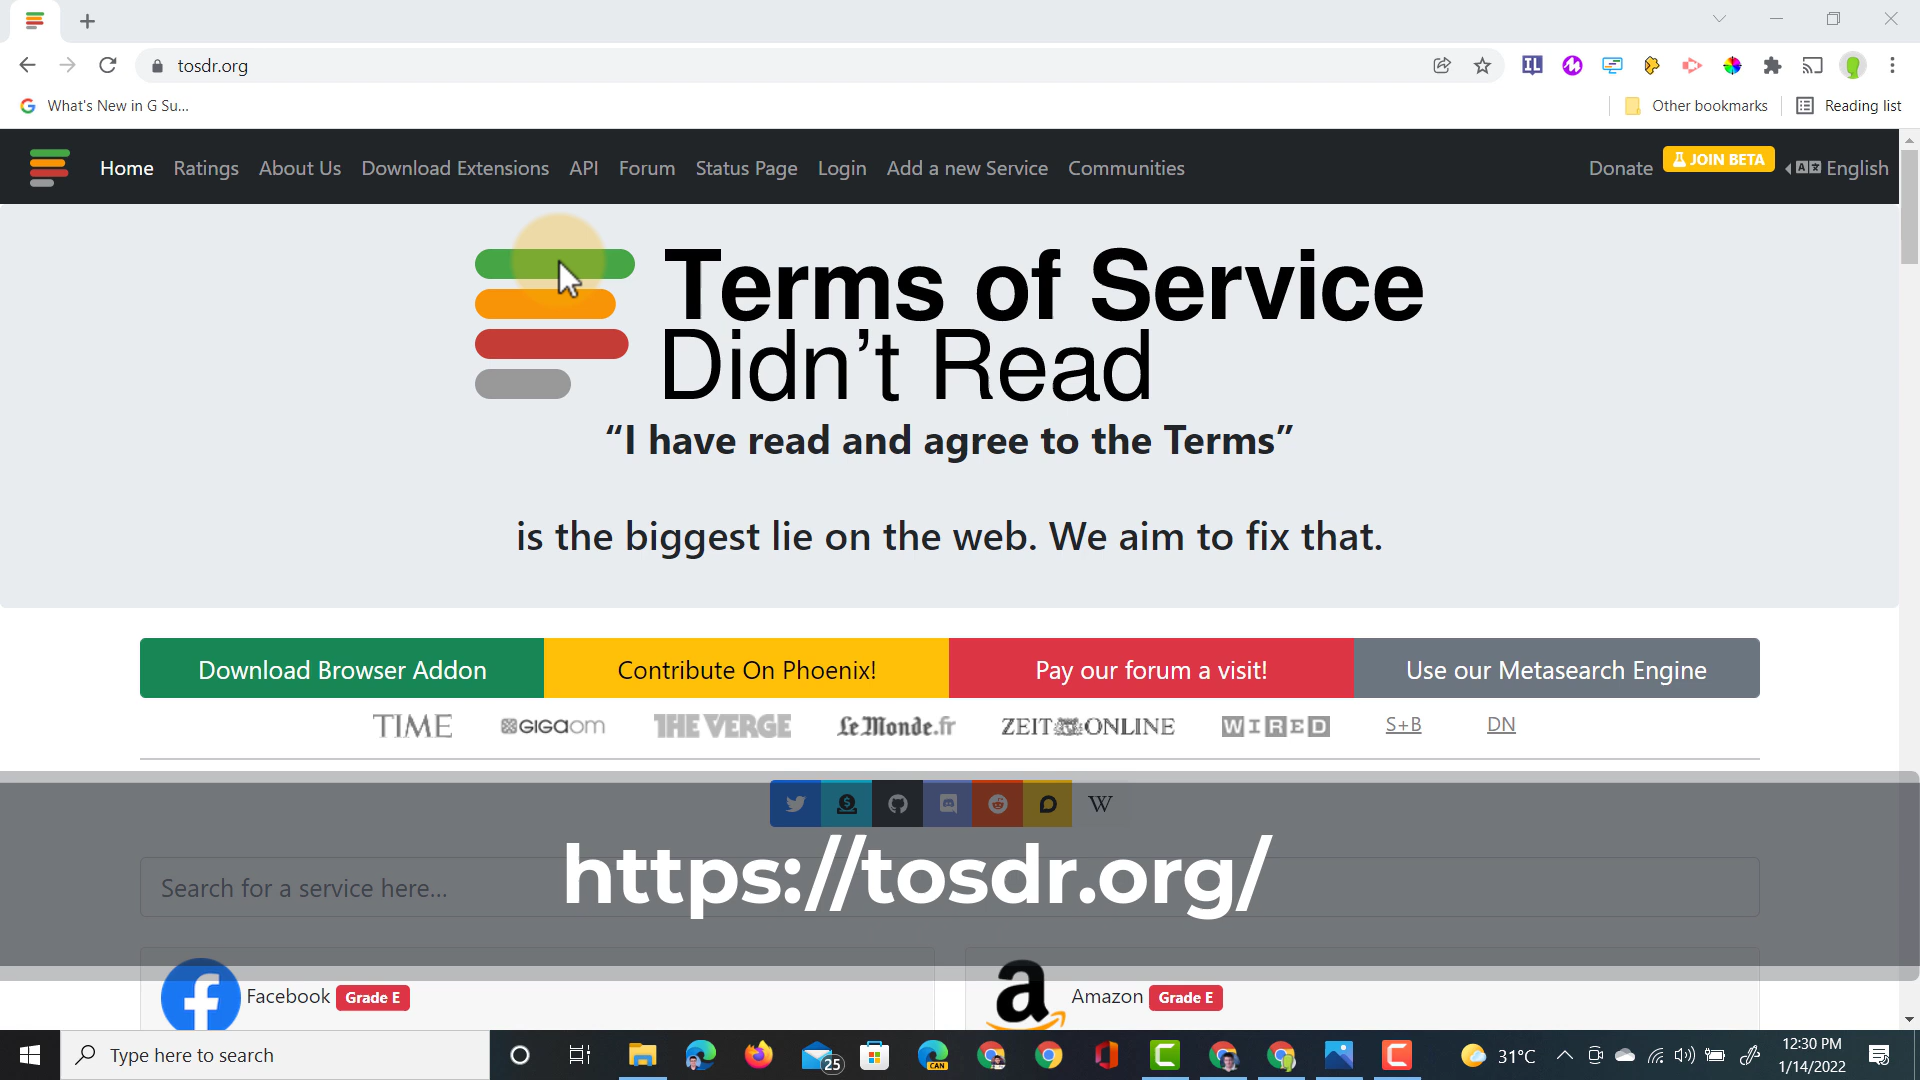 tosdr.org
What's New in G Su...
Other bookmarks
Reading list
Home
Ratings
About Us
Download Extensions
API
Forum
Status Page
Login
Add a new Service
Communities
Donate
JOIN BETA
English
Terms of Service
Didn't Read
“I have read and agree to the Terms”
is the biggest lie on the web. We aim to fix that.
Download Browser Addon
Contribute On Phoenix!
Pay our forum a visit!
Use our Metasearch Engine
TIME
GIGAOM
THE VERGE
Le Monde.fr
ZEIT ONLINE
WIRED
S+B
DN
W
https://tosdr.org/
Search for a service here...
Facebook
Grade E
a
Amazon
Grade E
Type here to search
25
CAN
31°C
12:30 PM
1/14/2022